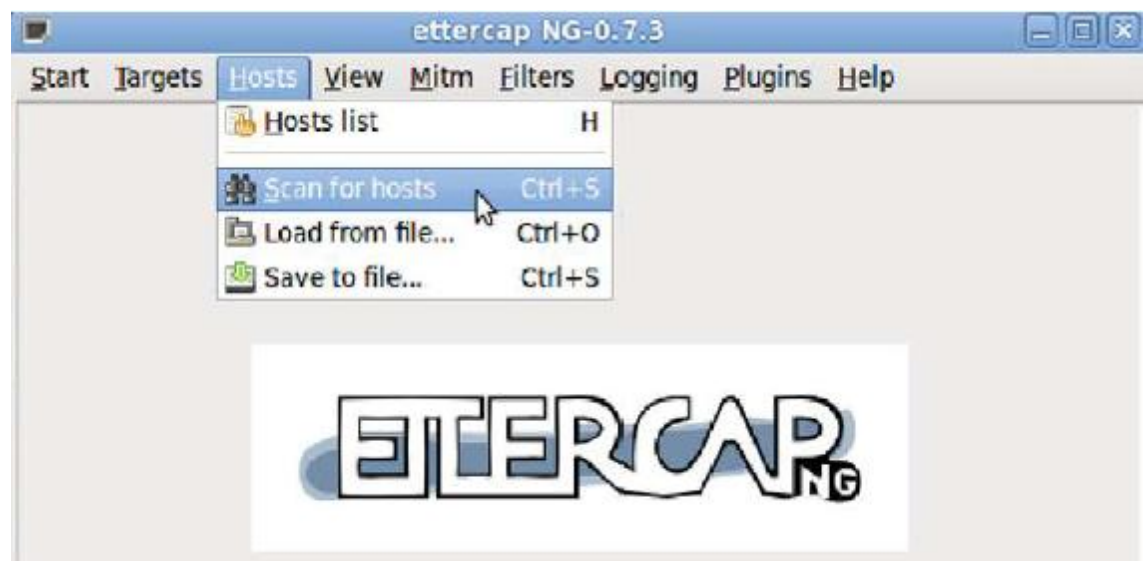 ettercap NG-0.7.3
Start Targets Hosts View Mitm Filters Logging Plugins Help
Hosts list H
Scan for hosts Ctrl+S
Load from file... Ctrl+O
Save to file... Ctrl+S
ETTERCAP NG